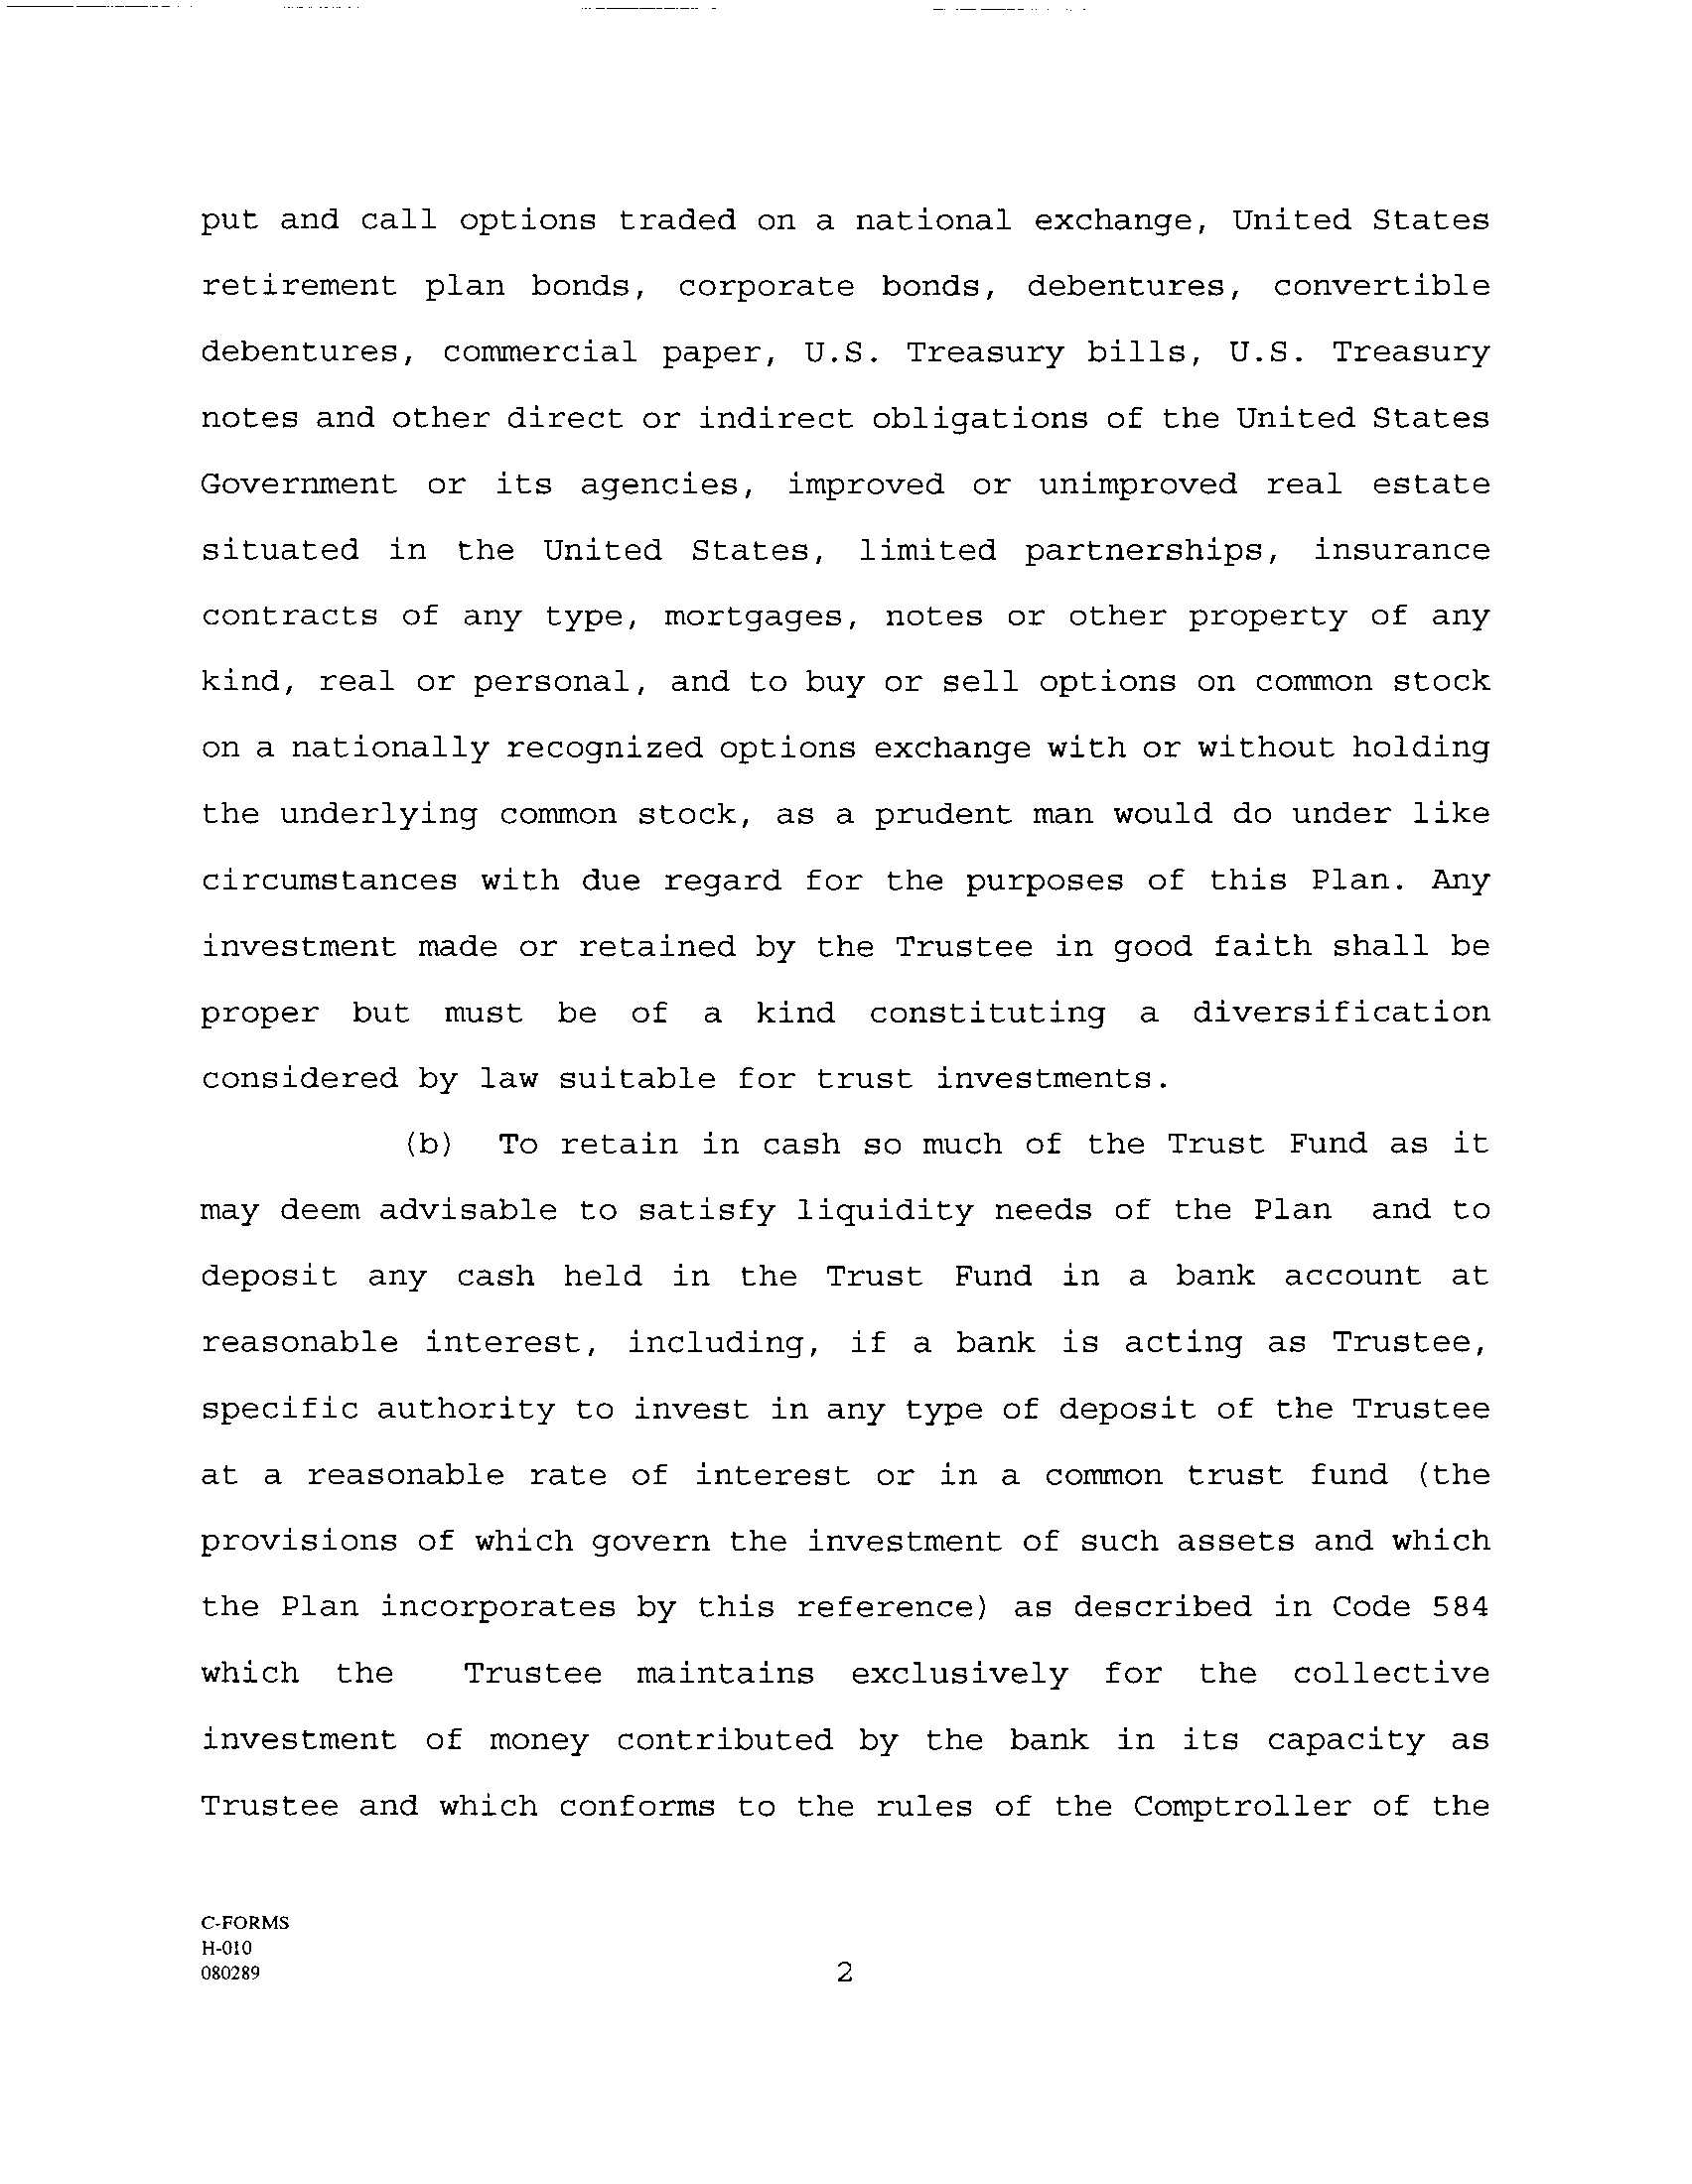 put and call options traded on a national exchange, United States
retirement plan bonds, corporate bonds, debentures, convertible
debentures, commercial paper, U.S. Treasury bills, U.S. Treasury
notes and other direct or indirect obligations of the United States
Government or its agencies, improved or unimproved real estate
situated in the United States, limited partnerships, insurance
contracts of any type, mortgages, notes or other property of any
kind, real or personal, and to buy or sell options on common stock
on a nationally recognized options exchange with or without holding
the underlying common stock, as a prudent man would do under like
circumstances with due regard for the purposes of this Plan. Any
investment made or retained by the Trustee in good faith shall be
proper but must be of a kind constituting a diversification
considered by law suitable for trust investments.
(b) To retain in cash so much of the Trust Fund as it
may deem advisable to satisfy liquidity needs of the Plan and to
deposit any cash held in the Trust Fund in a bank account at
reasonable interest, including, if a bank is acting as Trustee,
specific authority to invest in any type of deposit of the Trustee
at a reasonable rate of interest or in a common trust fund (the
provisions of which govern the investment of such assets and which
the Plan incorporates by this reference) as described in Code 584
which the Trustee maintains exclusively for the collective
investment of money contributed by the bank in its capacity as
Trustee and which conforms to the rules of the Comptroller of the
C-FORMS
H-010
080289
2